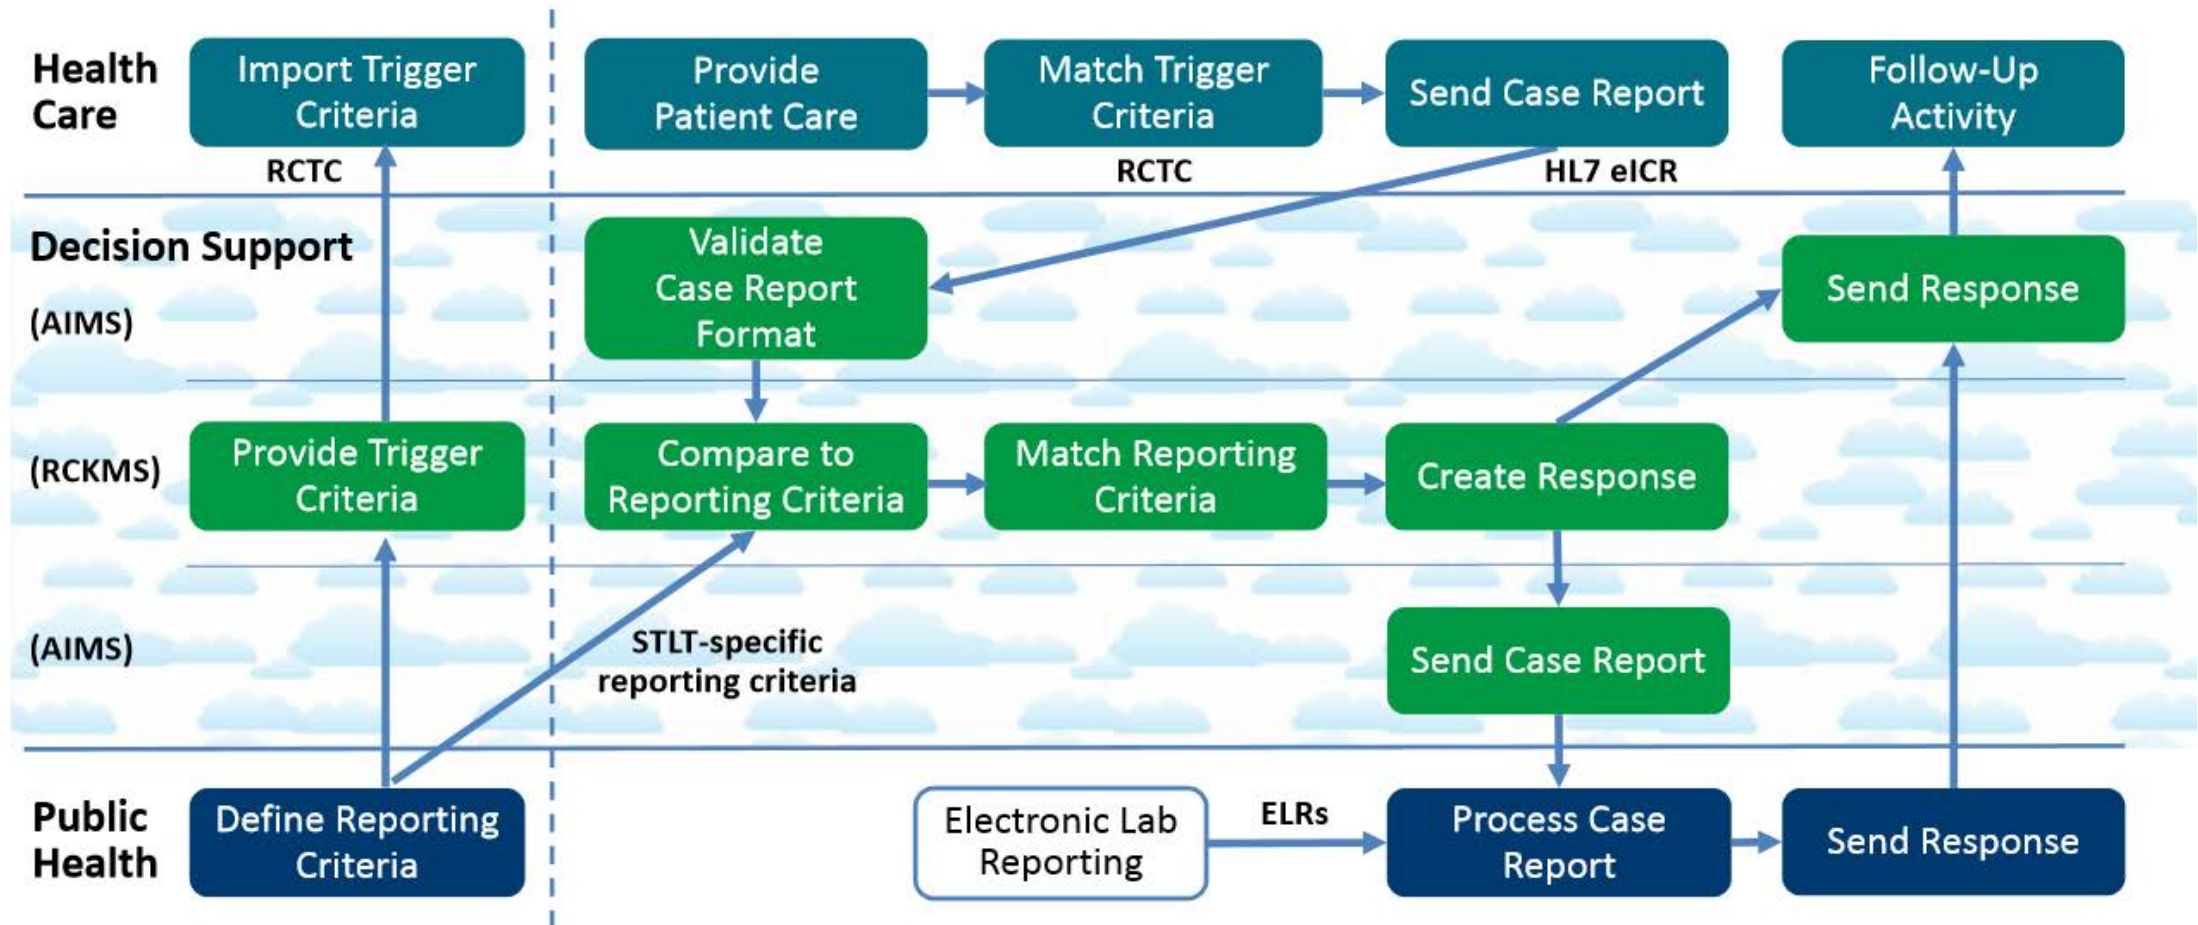 Health
Care
Import Trigger
Criteria
Provide
Patient Care
Match Trigger
Criteria
Send Case Report
Follow-Up
Activity
RCTC
RCTC
HL7 eICR
Decision Support
(AIMS)
Validate
Case Report
Format
Send Response
(RCKMS)
Provide Trigger
Criteria
Compare to
Reporting Criteria
Match Reporting
Criteria
Create Response
(AIMS)
STLT-specific
reporting criteria
Send Case Report
Public
Health
Define Reporting
Criteria
Electronic Lab
Reporting
ELRs
Process Case
Report
Send Response